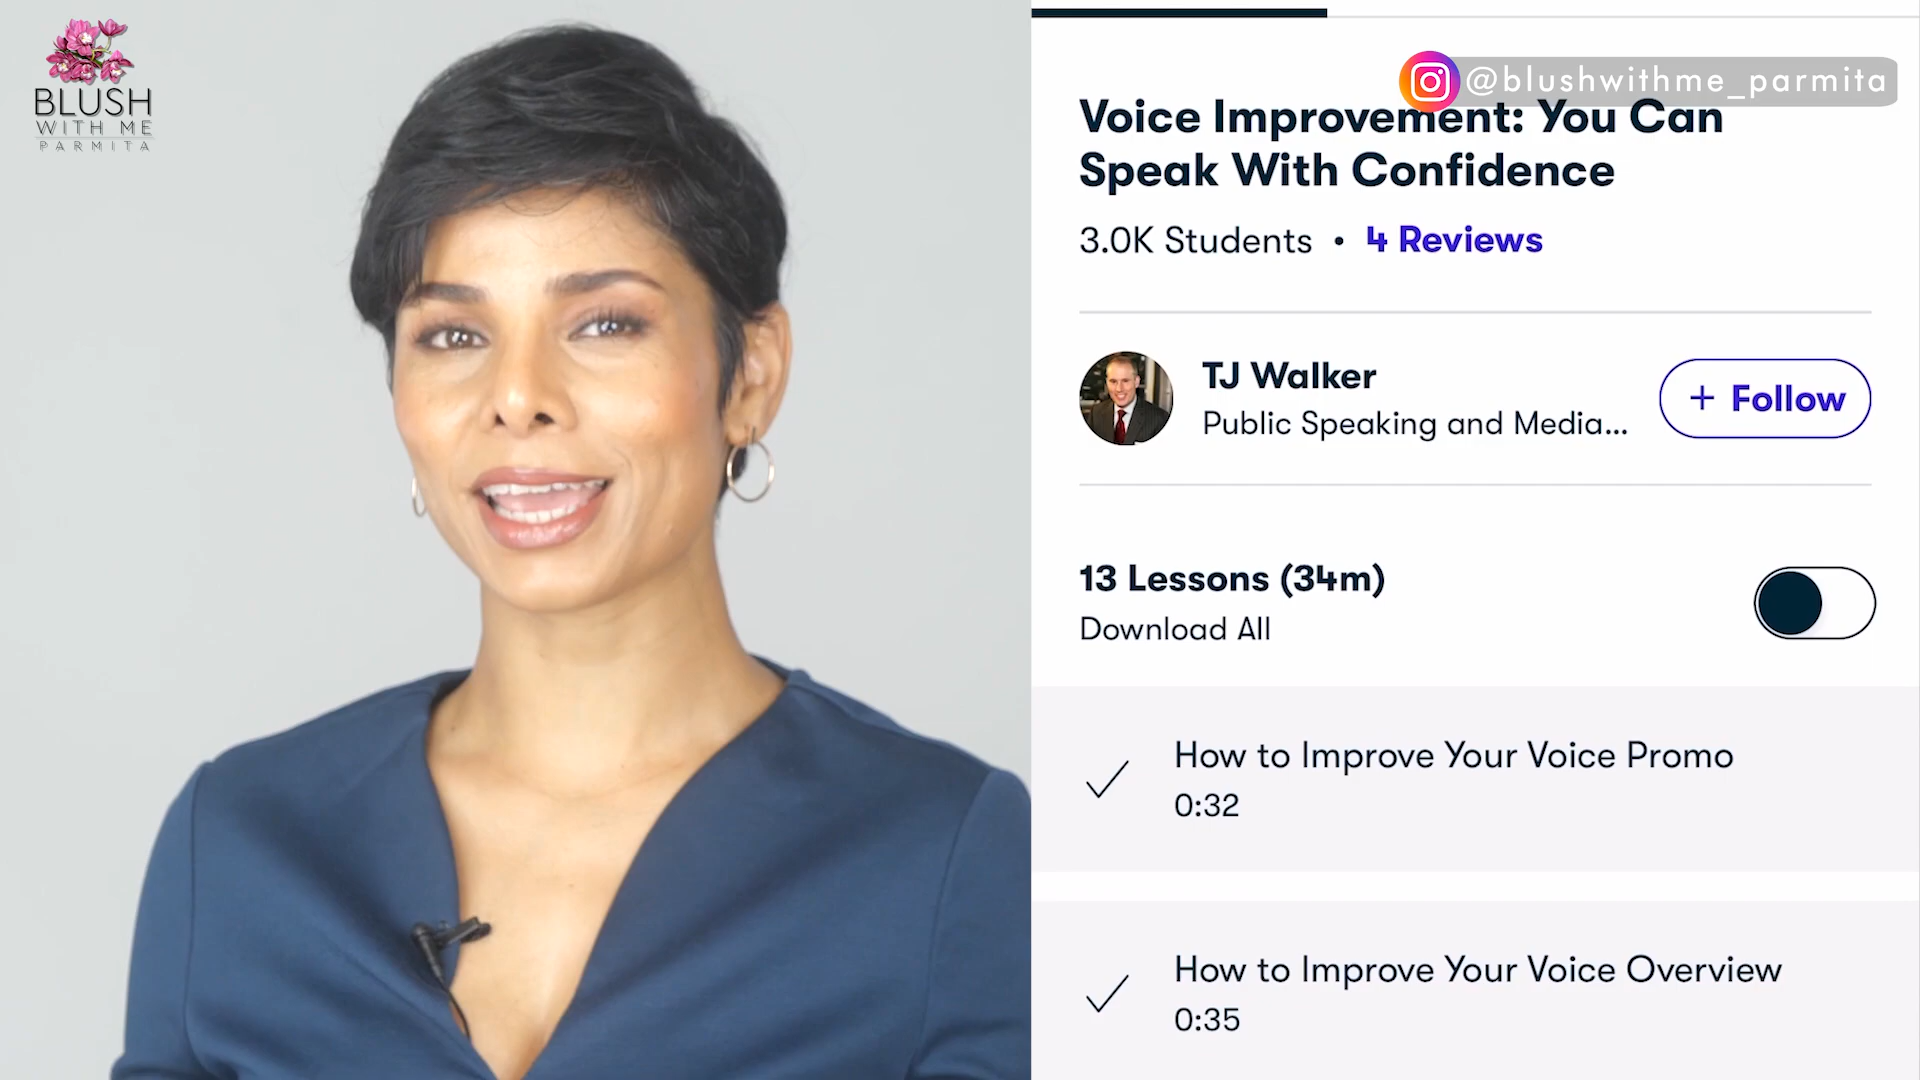 BLUSH
WITH ME
PARMITA
@blushwithme_parmita
Voice Improvement: You Can
Speak With Confidence
3.0K Students • 4 Reviews
TJ Walker
Public Speaking and Media...
+ Follow
13 Lessons (34m)
Download All
How to Improve Your Voice Promo
0:32
How to Improve Your Voice Overview
0:35